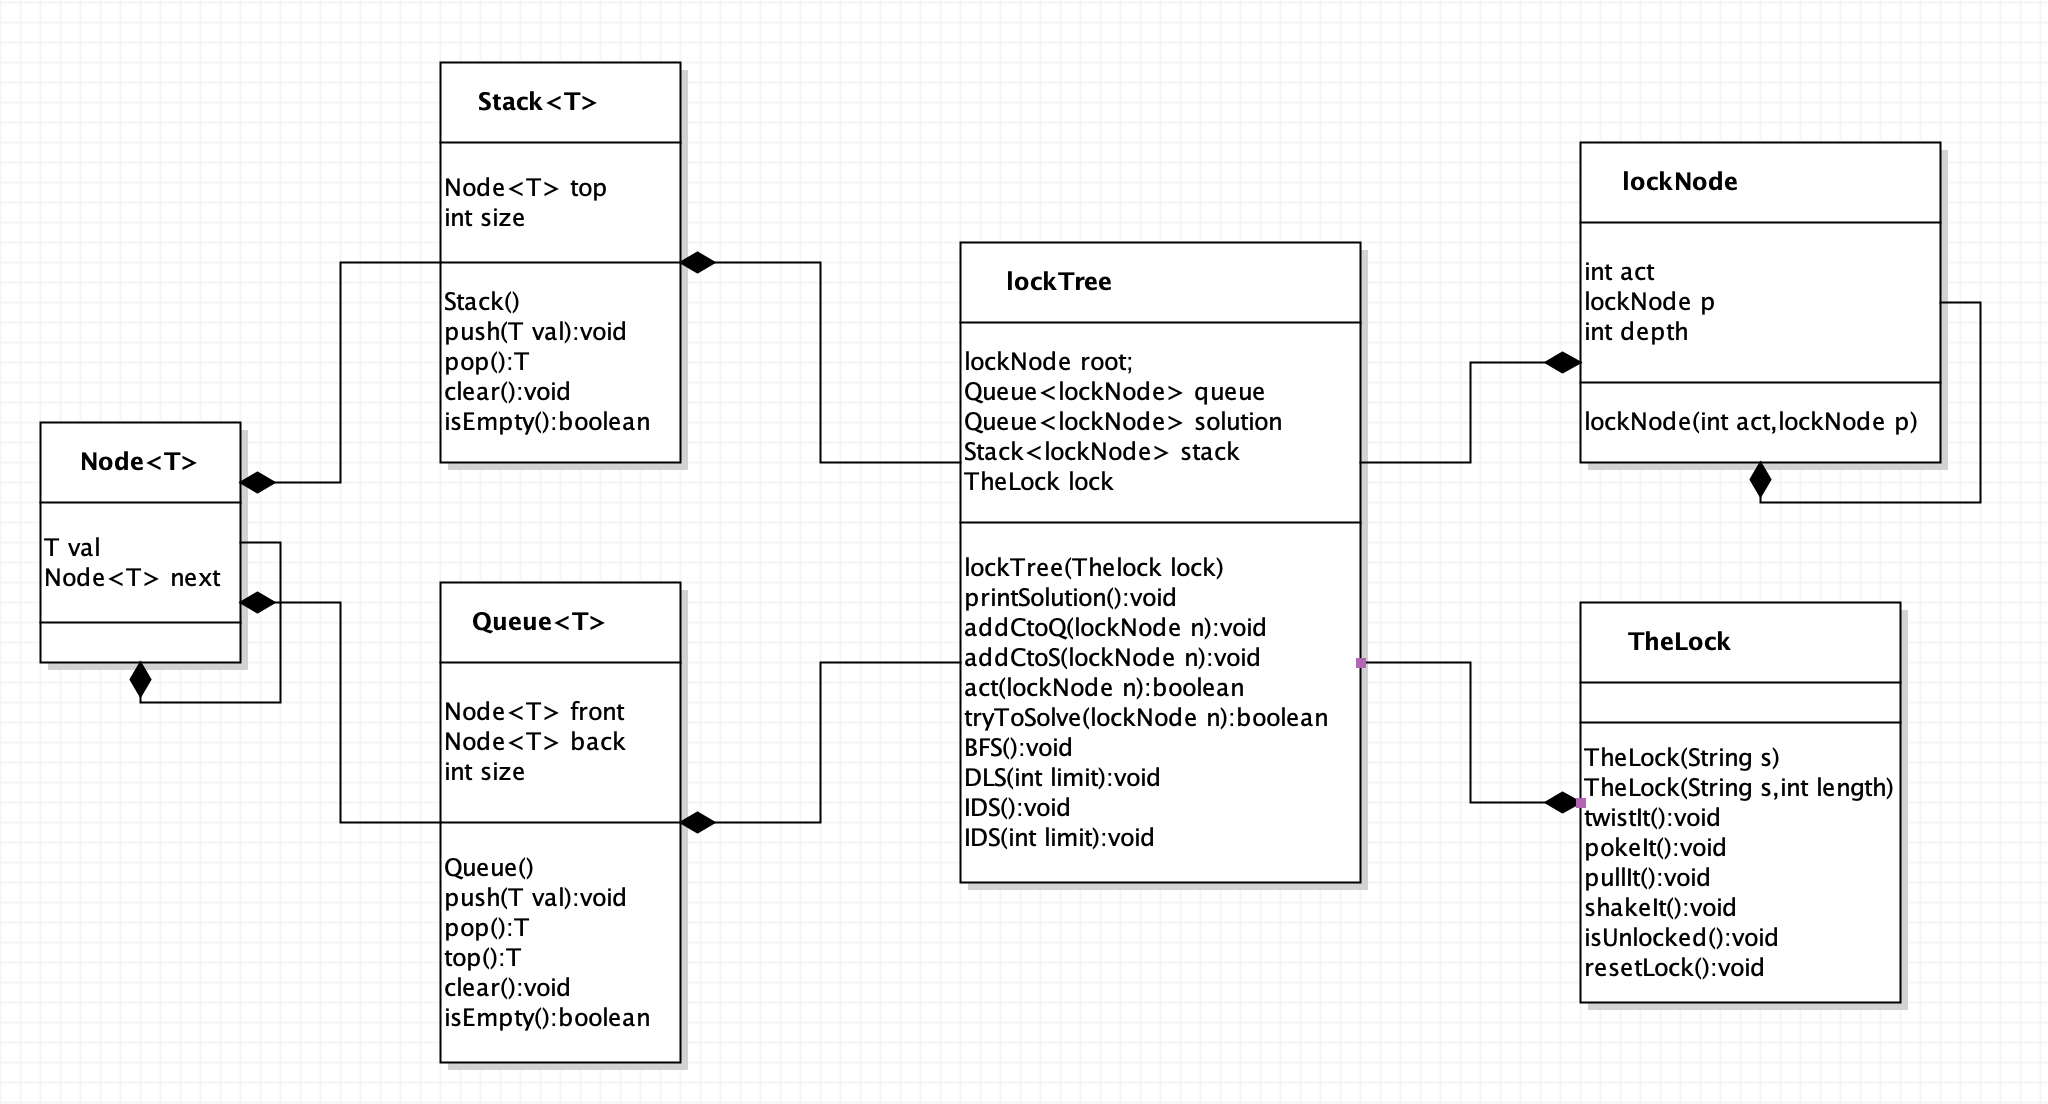 Stack<T>
Node<T> top
int size
Stack()
push(T val):void
pop():T
clear():void
isEmpty():boolean
Node<T>
T val
Node<T> next
Queue<T>
Node<T> front
Node<T> back
int size
Queue()
push(T val):void
pop():T
top():T
clear():void
isEmpty():boolean
lockTree
lockNode root;
Queue<lockNode> queue
Queue<lockNode> solution
Stack<lockNode> stack
TheLock lock
lockTree(Thelock lock)
printSolution():void
addCtoQ(lockNode n):void
addCtoS(lockNode n):void
act(lockNode n):boolean
tryToSolve(lockNode n):boolean
BFS():void
DLS(int limit):void
IDS():void
IDS(int limit):void
lockNode
int act
lockNode p
int depth
lockNode(int act,lockNode p)
TheLock
TheLock(String s)
TheLock(String s,int length)
twistIt():void
pokeIt():void
pullIt():void
shakeIt():void
isUnlocked():void
resetLock():void